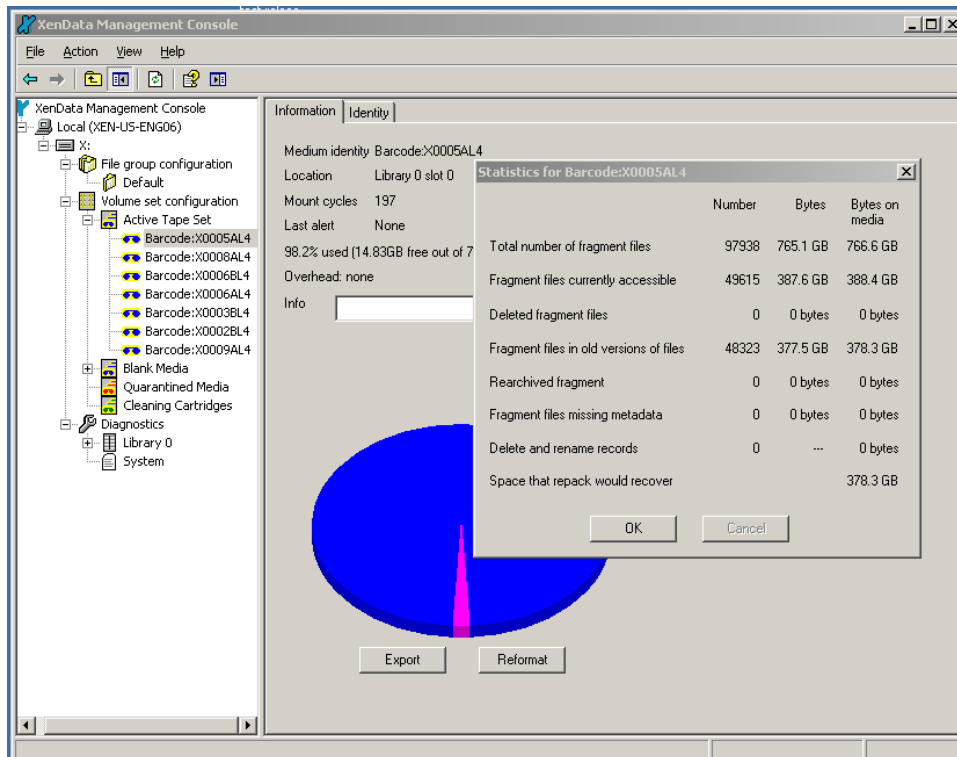 XenData Management Console
File Action View Help
XenData Management Console
Local (XEN-US-ENG06)
X:
File group configuration
Default
Volume set configuration
Active Tape Set
Barcode:X0005AL4
Barcode:X0008AL4
Barcode:X0006BL4
Barcode:X0006AL4
Barcode:X0003BL4
Barcode:X0002BL4
Barcode:X0009AL4
Blank Media
Quarantined Media
Cleaning Cartridges
Diagnostics
Library 0
System
Information Identity
Medium identity Barcode:X0005AL4
Location Library 0 slot 0
Mount cycles 197
Last alert None
98.2% used (14.83GB free out of 7
Overhead: none
Info
Statistics for Barcode:X0005AL4
Number Bytes Bytes on media
Total number of fragment files 97938 765.1 GB 766.6 GB
Fragment files currently accessible 49615 387.6 GB 388.4 GB
Deleted fragment files 0 0 bytes 0 bytes
Fragment files in old versions of files 48323 377.5 GB 378.3 GB
Rearchived fragment 0 0 bytes 0 bytes
Fragment files missing metadata 0 0 bytes 0 bytes
Delete and rename records 0 --- 0 bytes
Space that repack would recover 378.3 GB
OK Cancel
Export Reformat